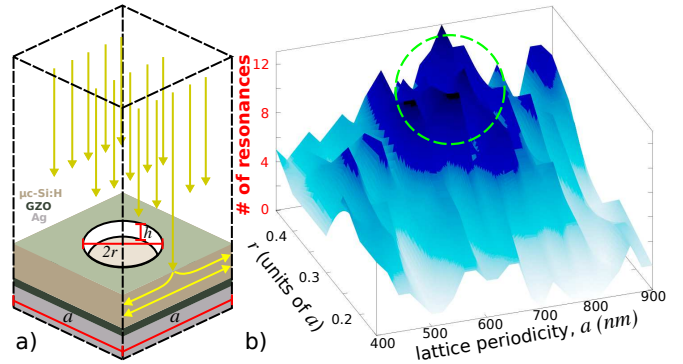 μc-Si:H
GZO
Ag
h
2r
a
a
a)
b)
# of resonances
12
8
4
0
0.4
0.3
0.2
r (units of a)
400
500
600
700
800
900
lattice periodicity, a (nm)